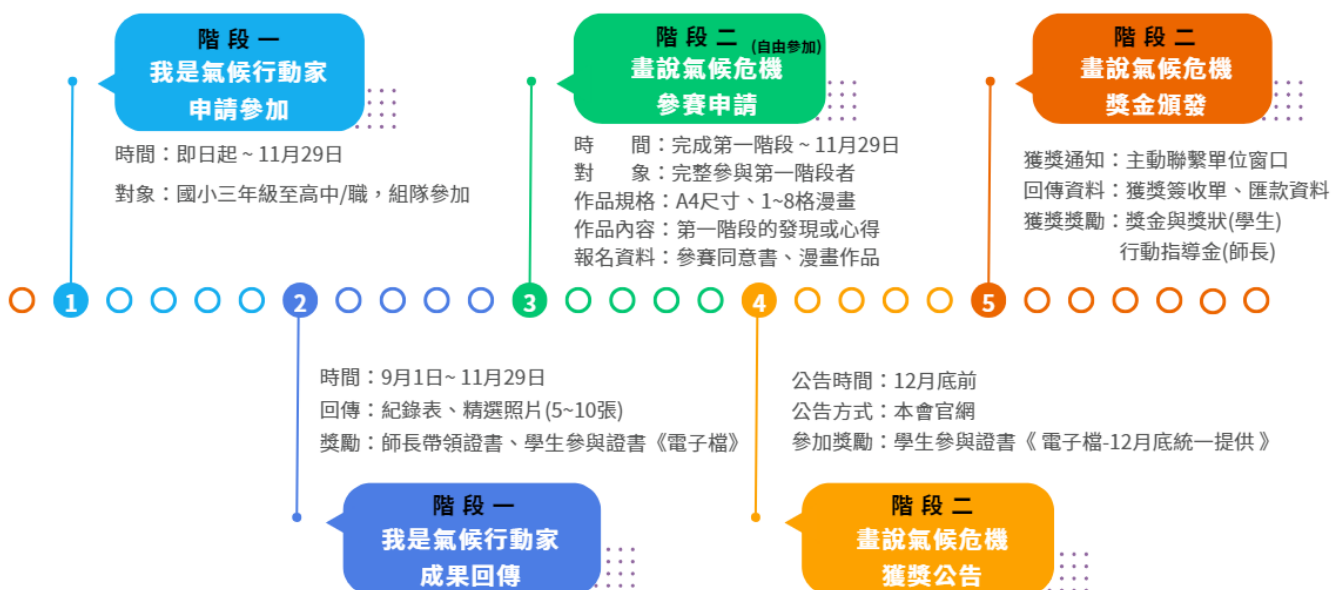 階段一
我是氣候行動家
申請參加
時間：即日起 ~ 11月29日
對象：國小三年級至高中/職，組隊參加
階段二 (自由參加)
畫說氣候危機
參賽申請
時　　間：完成第一階段 ~ 11月29日
對　　象：完整參與第一階段者
作品規格：A4尺寸、1~8格漫畫
作品內容：第一階段的發現或心得
報名資料：參賽同意書、漫畫作品
階段二
畫說氣候危機
獎金頒發
獲獎通知：主動聯繫單位窗口
回傳資料：獲獎簽收單、匯款資料
獲獎獎勵：獎金與獎狀(學生)
行動指導金(師長)
1 2 3 4 5
時間：9月1日~ 11月29日
回傳：紀錄表、精選照片(5~10張)
獎勵：師長帶領證書、學生參與證書《電子檔》
階段一
我是氣候行動家
成果回傳
公告時間：12月底前
公告方式：本會官網
參加獎勵：學生參與證書《 電子檔-12月底統一提供 》
階段二
畫說氣候危機
獲獎公告